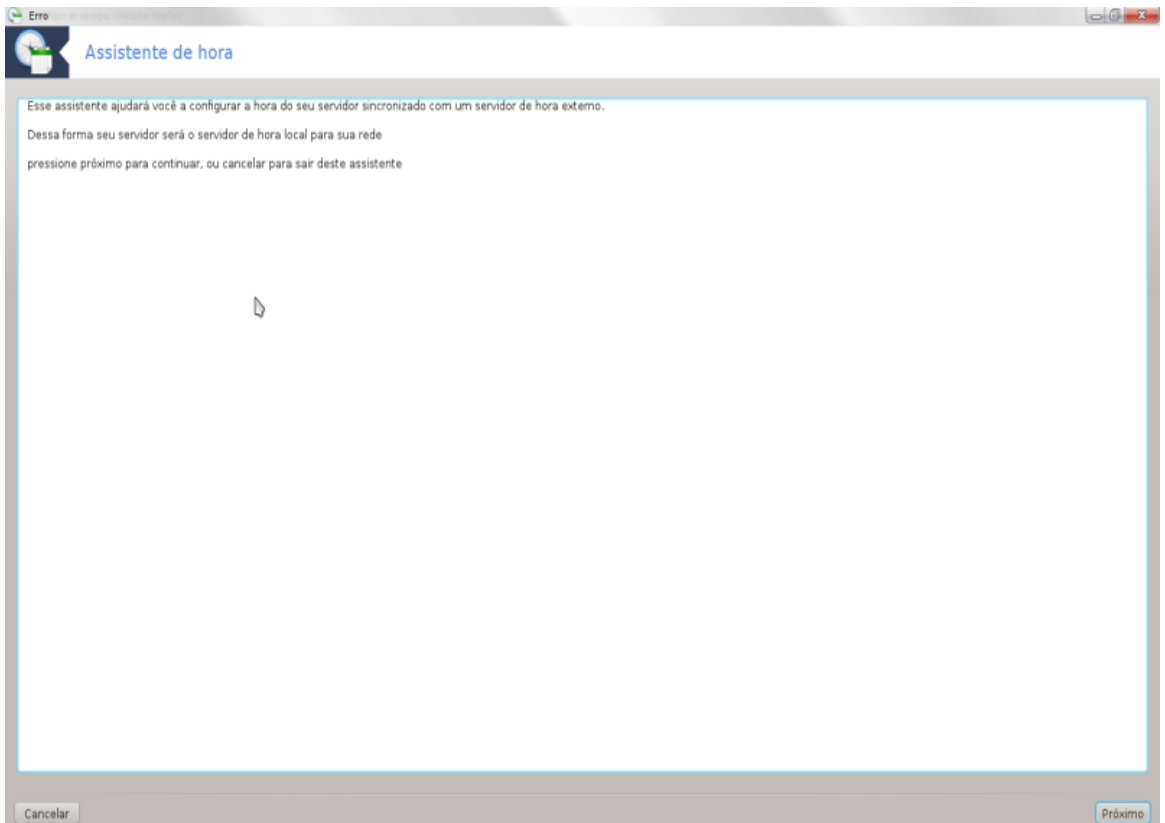 Erro
Assistente de hora
Esse assistente ajudará você a configurar a hora do seu servidor sincronizado com um servidor de hora externo.
Dessa forma seu servidor será o servidor de hora local para sua rede
pressione próximo para continuar, ou cancelar para sair deste assistente
Cancelar
Próximo